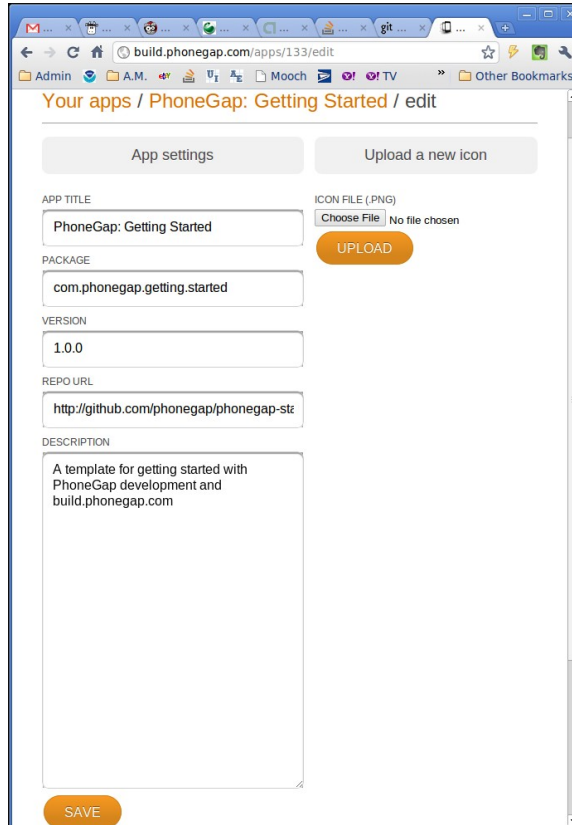 M ...
...
...
...
...
...
git ...
...
build.phonegap.com/apps/133/edit
Admin A.M. Mooch TV » Other Bookmarks
Your apps / PhoneGap: Getting Started / edit
App settings Upload a new icon
APP TITLE
PhoneGap: Getting Started
PACKAGE
com.phonegap.getting.started
VERSION
1.0.0
REPO URL
http://github.com/phonegap/phonegap-sta
DESCRIPTION
A template for getting started with
PhoneGap development and
build.phonegap.com
SAVE
ICON FILE (.PNG)
Choose File No file chosen
UPLOAD